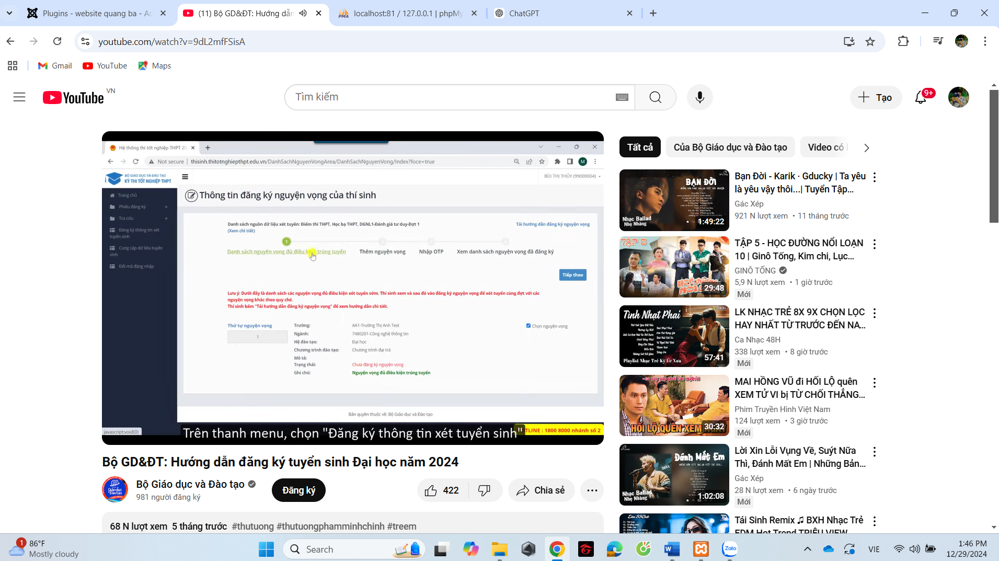 Plugins - website quang ba - Ad
(11) Bộ GD&ĐT: Hướng dẫn
PMA
localhost:81 / 127.0.0.1 | phpMy
ChatGPT
youtube.com/watch?v=9dL2mfFSisA
Gmail
YouTube
Maps
YouTube VN
Tìm kiếm
Tạo
9+
Hệ thống thi tốt nghiệp THPT 20
Not secure
thisinh.thitotnghiepthpt.edu.vn/DanhSachNguyenVongArea/DanhSachNguyenVong/Index?foce=true
M
BỘ GIÁO DỤC VÀ ĐÀO TẠO
KỲ THI TỐT NGHIỆP THPT
BÙI THỊ THỦY (99000004)
Trang chủ
Phiếu đăng ký
Tra cứu
Đăng ký thông tin xét
tuyển sinh
Cung cấp dữ liệu tuyển
sinh
Đổi mã đăng nhập
Thông tin đăng ký nguyện vọng của thí sinh
Danh sách nguồn dữ liệu xét tuyển: Điểm thi THPT, Học bạ THPT, DGNL1-Đánh giá tư duy-Đợt 1
(Xem chi tiết)
Tải hướng dẫn đăng ký nguyện vọng
1
Danh sách nguyện vọng đủ điều kiện trúng tuyển
Thêm nguyện vọng
Nhập OTP
Xem danh sách nguyện vọng đã đăng ký
Tiếp theo
Lưu ý: Dưới đây là danh sách các nguyện vọng đủ điều kiện xét tuyển sớm. Thí sinh xem và sau đó vào đăng ký nguyện vọng để xét tuyển cùng đợt với các
nguyện vọng khác theo quy chế.
Thí sinh bấm "Tải hướng dẫn đăng ký nguyện vọng" để xem hướng dẫn chi tiết.
Thứ tự nguyện vọng
1
Trường: AA1-Trường Thị Anh Test
Ngành: 7480201-Công nghệ thông tin
Hệ đào tạo: Đại học
Chương trình đào tạo: Chương trình đại trà
Mô tả:
Trạng thái: Chưa đăng ký nguyện vọng
Ghi chú: Nguyện vọng đủ điều kiện trúng tuyển
Chọn nguyện vọng
Bản quyền thuộc về: Bộ Giáo dục và Đào tạo
javascript:void(0)
Trên thanh menu, chọn "Đăng ký thông tin xét tuyển sinh"
TLINE : 1800 8000 nhánh số 2
Bộ GD&ĐT: Hướng dẫn đăng ký tuyển sinh Đại học năm 2024
Bộ Giáo dục và Đào tạo
981 người đăng ký
Đăng ký
422
Chia sẻ
68 N lượt xem 5 tháng trước #thutuong #thutuongphamminhchinh #treem
Tất cả
Của Bộ Giáo dục và Đào tạo
Video có
BẠN ĐỜI
Nhạc Ballad
Nhẹ Nhàng
1:49:22
Bạn Đời - Karik · Gducky | Ta yêu
là yêu vậy thôi...| Tuyển Tập...
Gác Xép
921 N lượt xem • 11 tháng trước
TẬP 5
29:48
TẬP 5 - HỌC ĐƯỜNG NỔI LOẠN
10 | Ginô Tống, Kim chi, Lục...
GINÔ TỐNG
5,9 N lượt xem • 1 giờ trước
Mới
Tình Nhạt Phai
Playlist Nhạc Trẻ Ký Ức Xưa
57:41
LK NHẠC TRẺ 8X 9X CHỌN LỌC
HAY NHẤT TỪ TRƯỚC ĐẾN NA...
Ca Nhạc 48H
338 lượt xem • 8 giờ trước
Mới
HỐI LỘ QUÊN XEM
30:32
MAI HỒNG VŨ đi HỐI LỘ quên
XEM TỬ VI bị TỪ CHỐI THẲNG...
Phim Truyền Hình Việt Nam
124 lượt xem • 3 giờ trước
Mới
Đánh Mất Em
Nhạc Ballad
Nhẹ Nhàng
1:02:08
Lời Xin Lỗi Vụng Về, Suýt Nữa
Thì, Đánh Mất Em | Những Bản...
Gác Xép
28 N lượt xem • 6 ngày trước
Mới
Tái Sinh Remix ♫ BXH Nhạc Trẻ
EDM Hot Trend TRIỆU VIEW
1
86°F
Mostly cloudy
Search
Zalo
VIE
1:46 PM
12/29/2024